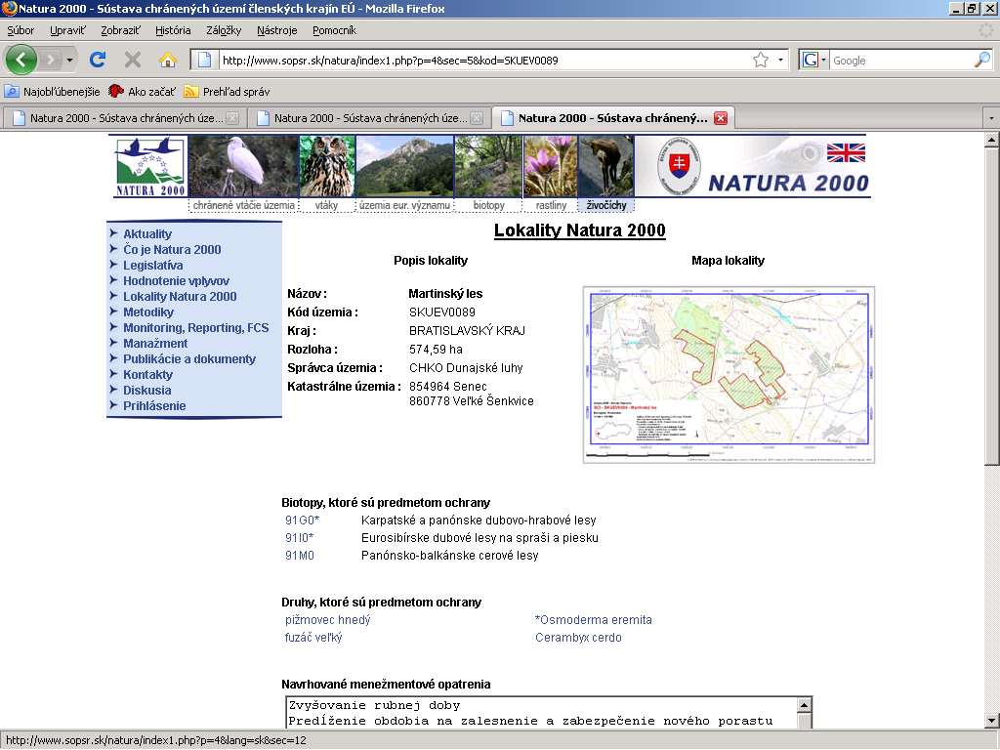 Natura 2000 - Sústava chránených území členských krajín EÚ - Mozilla Firefox
Súbor Upraviť Zobraziť História Záložky Nástroje Pomocník
http://www.sopsr.sk/natura/index1.php?p=4&sec=5&kod=SKUEV0089
Google
Najobľúbenejšie Ako začať Prehľad správ
Natura 2000 - Sústava chránených úze...
Natura 2000 - Sústava chránených úze...
Natura 2000 - Sústava chránený...
NATURA 2000
NATURA 2000
chránené vtáčie územia vtáky územia eur. významu biotopy rastliny živočíchy
Aktuality
Čo je Natura 2000
Legislatíva
Hodnotenie vplyvov
Lokality Natura 2000
Metodiky
Monitoring, Reporting, FCS
Manažment
Publikácie a dokumenty
Kontakty
Diskusia
Prihlásenie
Lokality Natura 2000
Popis lokality
Mapa lokality
Názov : Martinský les
Kód územia : SKUEV0089
Kraj : BRATISLAVSKÝ KRAJ
Rozloha : 574,59 ha
Správca územia : CHKO Dunajské luhy
Katastrálne územia : 854964 Senec
860778 Veľké Šenkvice
SCI - SKUEV0089 - Martinský les
Biotopy, ktoré sú predmetom ochrany
91G0* Karpatské a panónske dubovo-hrabové lesy
91I0* Eurosibírske dubové lesy na spraši a piesku
91M0 Panónsko-balkánske cerové lesy
Druhy, ktoré sú predmetom ochrany
pižmovec hnedý *Osmoderma eremita
fuzáč veľký Cerambyx cerdo
Navrhované menežmentové opatrenia
Zvyšovanie rubnej doby
Predĺženie obdobia na zalesnenie a zabezpečenie nového porastu
http://www.sopsr.sk/natura/index1.php?p=4&lang=sk&sec=12